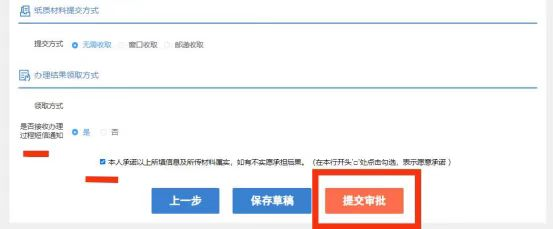 纸质材料提交方式
提交方式 无需收取 窗口收取 邮递收取
办理结果领取方式
领取方式
是否接收办理
过程短信通知
是 否
本人承诺以上所填信息及所传材料属实，如有不实愿承担后果。（在本行开头'□'处点击勾选，表示愿意承诺）
上一步 保存草稿 提交审批